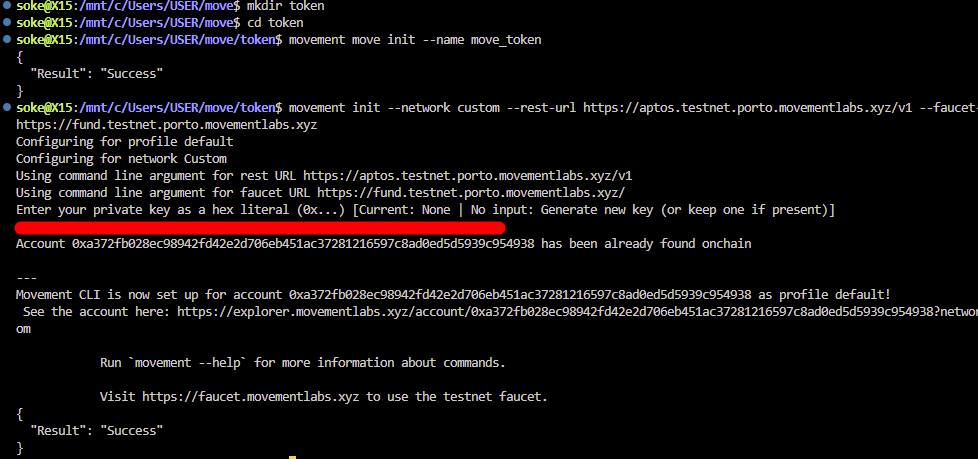 soke@X15:/mnt/c/Users/USER/move$ mkdir token
soke@X15:/mnt/c/Users/USER/move$ cd token
soke@X15:/mnt/c/Users/USER/move/token$ movement move init --name move_token
{
  "Result": "Success"
}
soke@X15:/mnt/c/Users/USER/move/token$ movement init --network custom --rest-url https://aptos.testnet.porto.movementlabs.xyz/v1 --faucet-
https://fund.testnet.porto.movementlabs.xyz
Configuring for profile default
Configuring for network Custom
Using command line argument for rest URL https://aptos.testnet.porto.movementlabs.xyz/v1
Using command line argument for faucet URL https://fund.testnet.porto.movementlabs.xyz/
Enter your private key as a hex literal (0x...) [Current: None | No input: Generate new key (or keep one if present)]
Account 0xa372fb028ec98942fd42e2d706eb451ac37281216597c8ad0ed5d5939c954938 has been already found onchain
---
Movement CLI is now set up for account 0xa372fb028ec98942fd42e2d706eb451ac37281216597c8ad0ed5d5939c954938 as profile default!
 See the account here: https://explorer.movementlabs.xyz/account/0xa372fb028ec98942fd42e2d706eb451ac37281216597c8ad0ed5d5939c954938?networ
om
Run `movement --help` for more information about commands.
Visit https://faucet.movementlabs.xyz to use the testnet faucet.
{
  "Result": "Success"
}